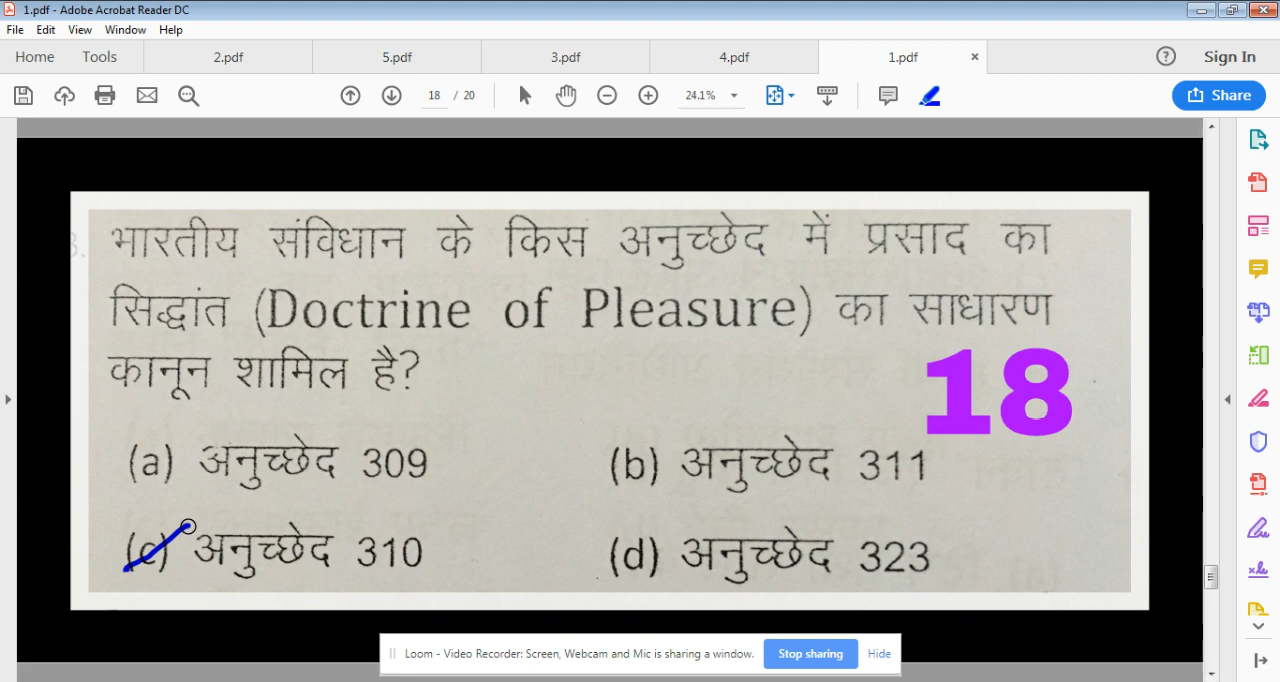 1.pdf - Adobe Acrobat Reader DC
File Edit View Window Help
Home Tools 2.pdf 5.pdf 3.pdf 4.pdf 1.pdf × ? Sign In
18 / 20 24.1% Share
भारतीय संविधान के किस अनुच्छेद में प्रसाद का
सिद्धांत (Doctrine of Pleasure) का साधारण
कानून शामिल है?
18
(a) अनुच्छेद 309 (b) अनुच्छेद 311
(c) अनुच्छेद 310 (d) अनुच्छेद 323
Loom - Video Recorder: Screen, Webcam and Mic is sharing a window. Stop sharing Hide